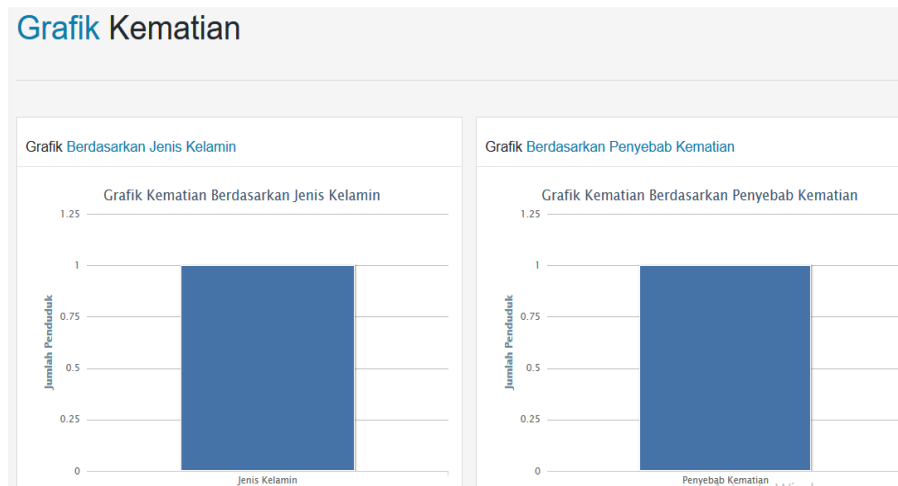 Grafik Kematian
Grafik Berdasarkan Jenis Kelamin
Grafik Kematian Berdasarkan Jenis Kelamin
1.25
1
0.75
0.5
0.25
0
Jumlah Penduduk
Jenis Kelamin
Grafik Berdasarkan Penyebab Kematian
Grafik Kematian Berdasarkan Penyebab Kematian
1.25
1
0.75
0.5
0.25
0
Jumlah Penduduk
Penyebab Kematian